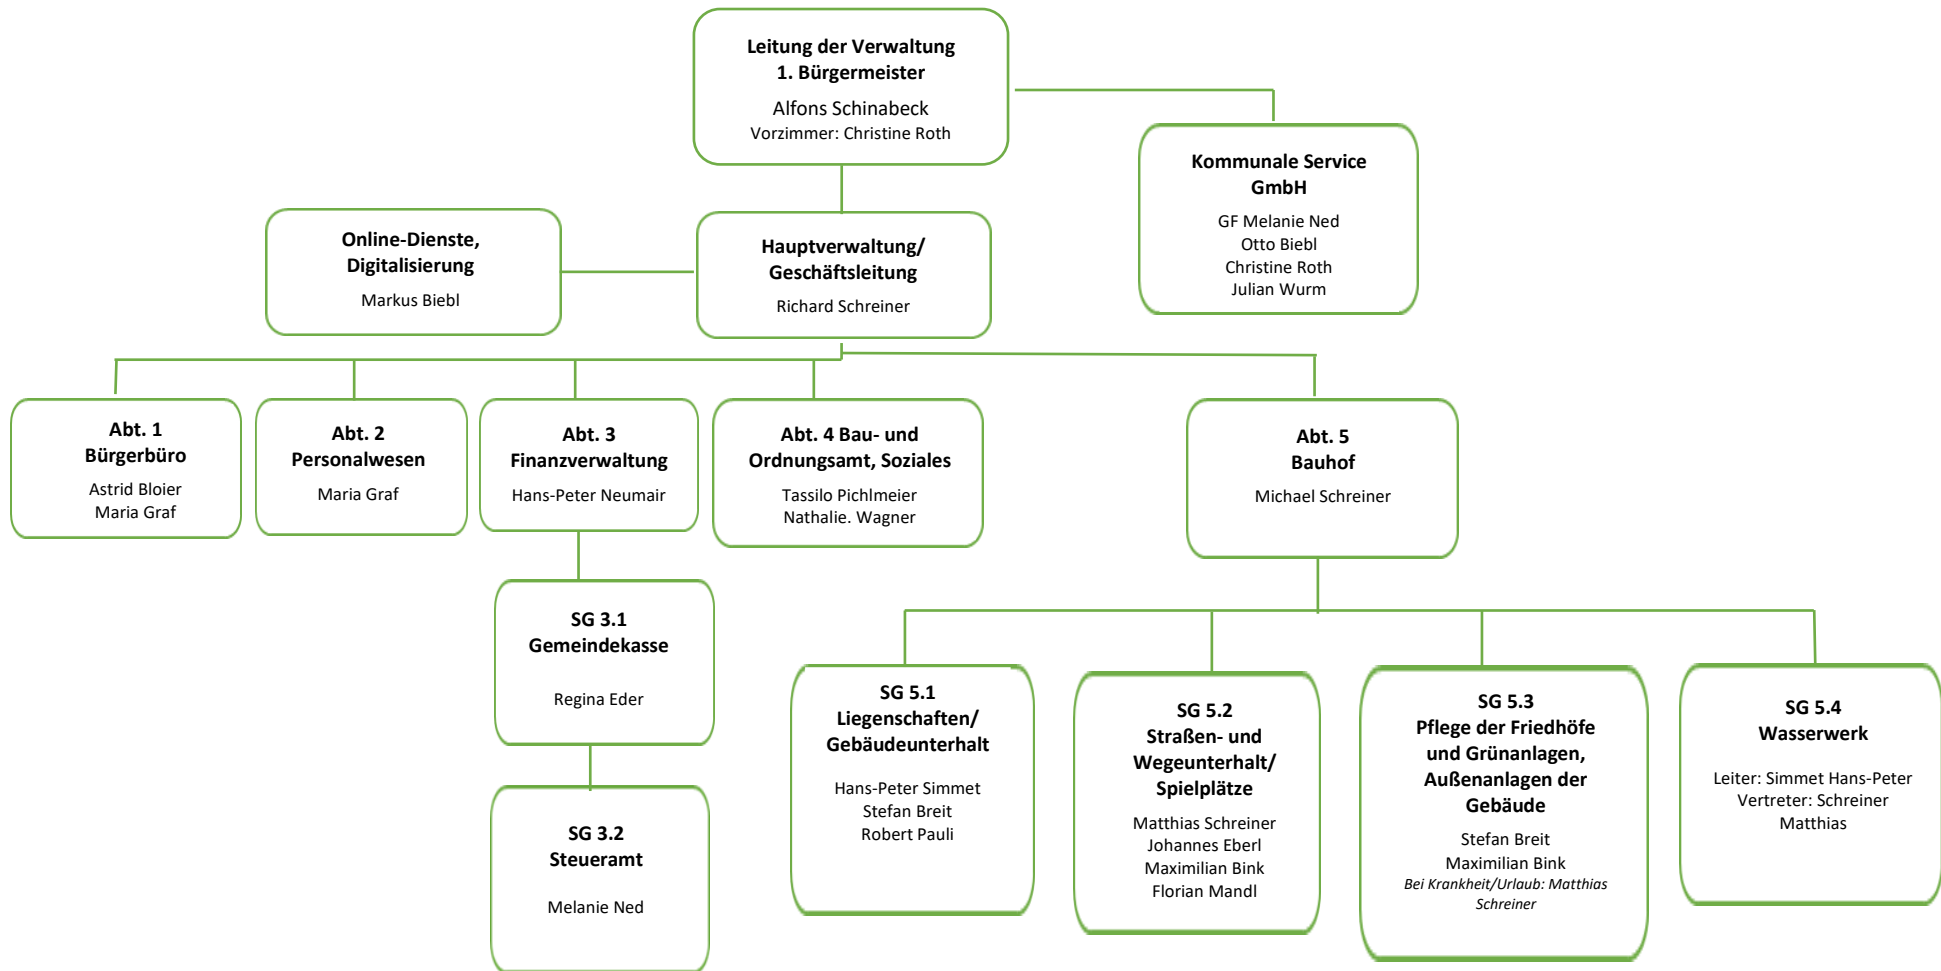 Leitung der Verwaltung
1. Bürgermeister
Alfons Schinabeck
Vorzimmer: Christine Roth
Kommunale Service
GmbH
GF Melanie Ned
Otto Biebl
Christine Roth
Julian Wurm
Online-Dienste,
Digitalisierung
Markus Biebl
Hauptverwaltung/
Geschäftsleitung
Richard Schreiner
Abt. 1
Bürgerbüro
Astrid Bloier
Maria Graf
Abt. 2
Personalwesen
Maria Graf
Abt. 3
Finanzverwaltung
Hans-Peter Neumair
Abt. 4 Bau- und
Ordnungsamt, Soziales
Tassilo Pichlmeier
Nathalie. Wagner
Abt. 5
Bauhof
Michael Schreiner
SG 3.1
Gemeindekasse
Regina Eder
SG 3.2
Steueramt
Melanie Ned
SG 5.1
Liegenschaften/
Gebäudeunterhalt
Hans-Peter Simmet
Stefan Breit
Robert Pauli
SG 5.2
Straßen- und
Wegeunterhalt/
Spielplätze
Matthias Schreiner
Johannes Eberl
Maximilian Bink
Florian Mandl
SG 5.3
Pflege der Friedhöfe
und Grünanlagen,
Außenanlagen der
Gebäude
Stefan Breit
Maximilian Bink
Bei Krankheit/Urlaub: Matthias
Schreiner
SG 5.4
Wasserwerk
Leiter: Simmet Hans-Peter
Vertreter: Schreiner
Matthias